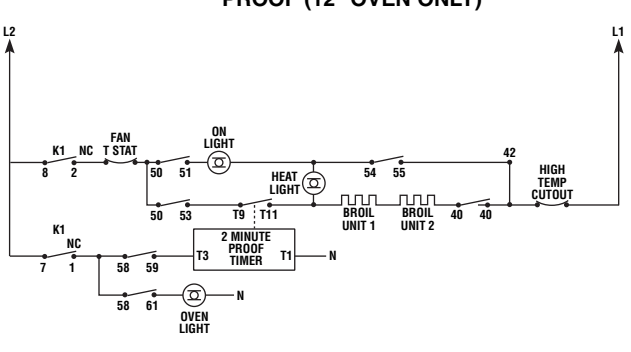 PROOF (12" OVEN ONLY)
L2
L1
K1 NC
FAN
T STAT
ON
LIGHT
8 2
50 51
54 55
42
HEAT
LIGHT
HIGH
TEMP
CUTOUT
50 53
T9 T11
BROIL
UNIT 1
BROIL
UNIT 2
40 40
K1
NC
7 1
58 59
T3
2 MINUTE
PROOF
TIMER
T1
N
58 61
N
OVEN
LIGHT